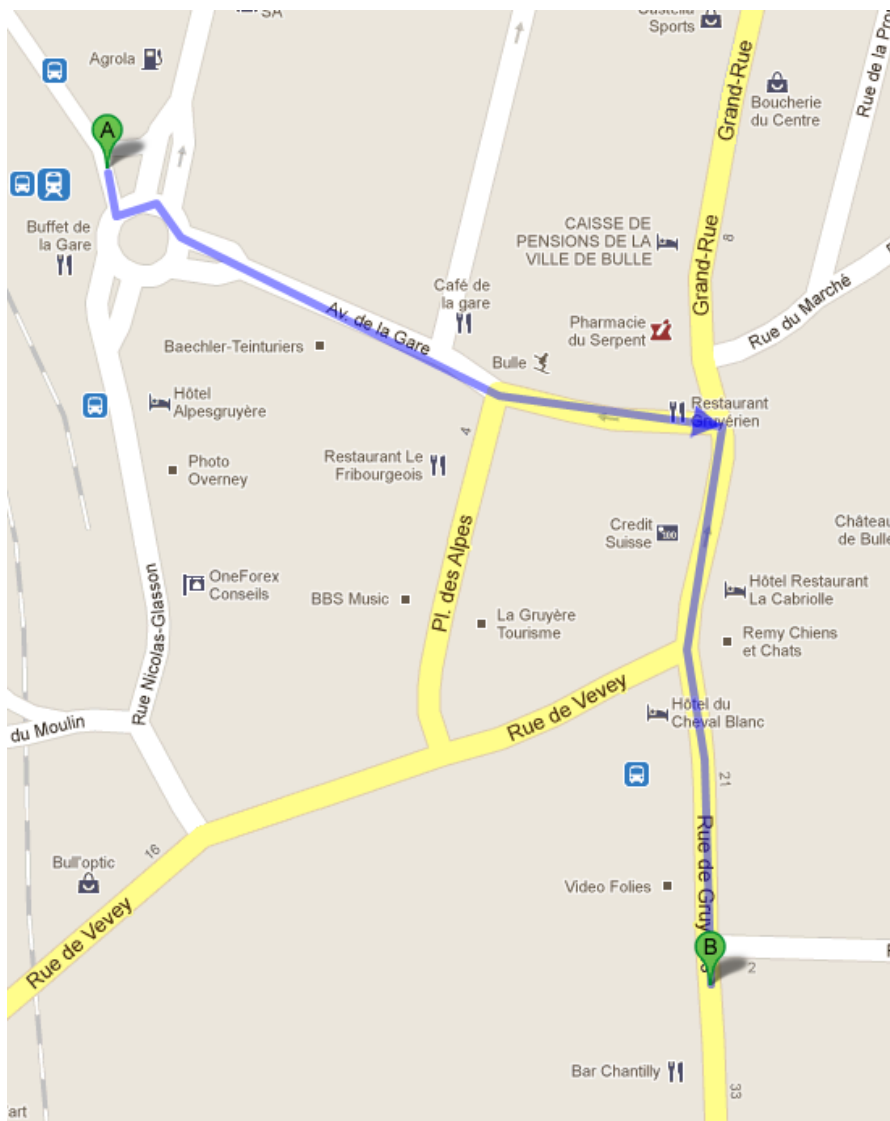 SA
Castella
Sports
Agrola
Rue de la Pro
Grand-Rue
Boucherie
du Centre
A
Buffet de
la Gare
CAISSE DE
PENSIONS DE LA
VILLE DE BULLE
8
Grand-Rue
Café de
la gare
Av. de la Gare
Rue du Marché
Pharmacie
du Serpent
Baechler-Teinturiers
Bulle
Hôtel
Alpesgruyère
Restaurant
Gruyérien
4
Restaurant Le
Fribourgeois
Photo
Overney
Credit
Suisse
100
Château
de Bulle
Pl. des Alpes
OneForex
Conseils
BBS Music
Hôtel Restaurant
La Cabriolle
La Gruyère
Tourisme
Remy Chiens
et Chats
Rue Nicolas-Glasson
Rue de Vevey
Hôtel du
Cheval Blanc
du Moulin
21
16
Bull'optic
Rue de Gruy
Video Folies
Rue de Vevey
B
2
Bar Chantilly
33
art